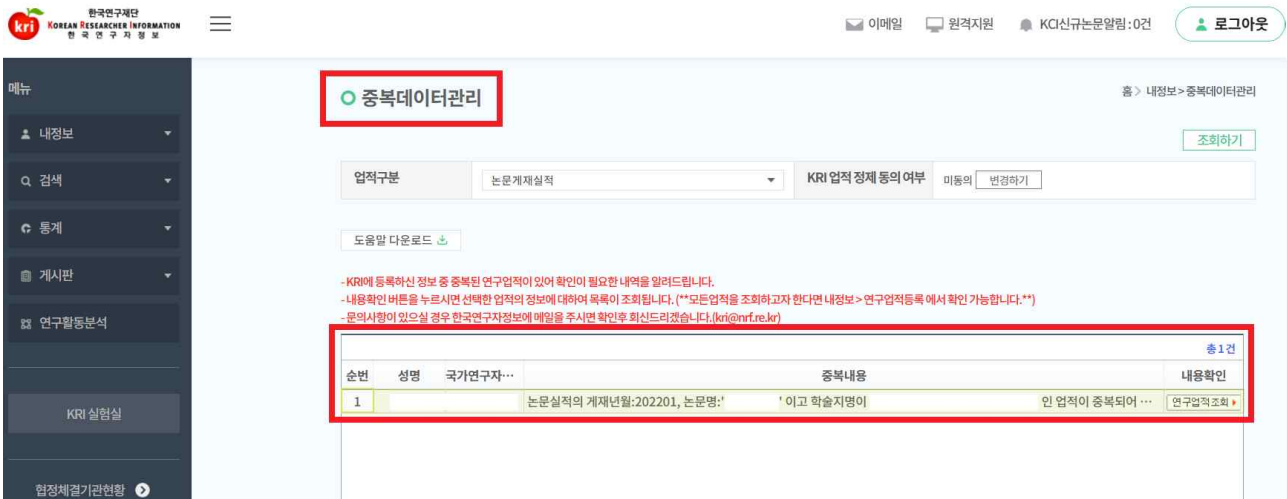 한국연구재단
kri KOREAN RESEARCHER INFORMATION
한국연구자정보
이메일 원격지원 KCI신규논문알림 : 0건 로그아웃
메뉴
내정보
검색
통계
게시판
연구활동분석
KRI 실험실
협정체결기관현황
중복데이터관리
홈 > 내정보 > 중복데이터관리
조회하기
업적구분 논문게재실적 KRI 업적 정제 동의 여부 미동의 변경하기
도움말 다운로드
- KRI에 등록하신 정보 중 중복된 연구업적이 있어 확인이 필요한 내역을 알려드립니다.
- 내용확인 버튼을 누르시면 선택한 업적의 정보에 대하여 목록이 조회됩니다. (**모든업적을 조회하고자 한다면 내정보 > 연구업적등록 에서 확인 가능합니다.**)
- 문의사항이 있으실 경우 한국연구자정보에 메일을 주시면 확인후 회신드리겠습니다.(kri@nrf.re.kr)
총 1 건
순번 성명 국가연구자… 중복내용 내용확인
1 논문실적의 게재년월:202201, 논문명:' ' 이고 학술지명이 인 업적이 중복되어 … 연구업적조회